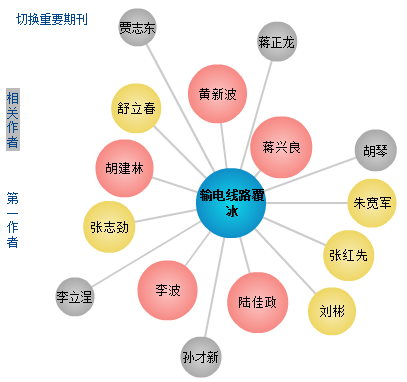 切换重要期刊
贾志东
蒋正龙
黄新波
舒立春
相关作者
蒋兴良
胡琴
胡建林
输电线路覆
冰
朱宽军
第一作者
张志劲
张红先
李立浧
李波
陆佳政
刘彬
孙才新